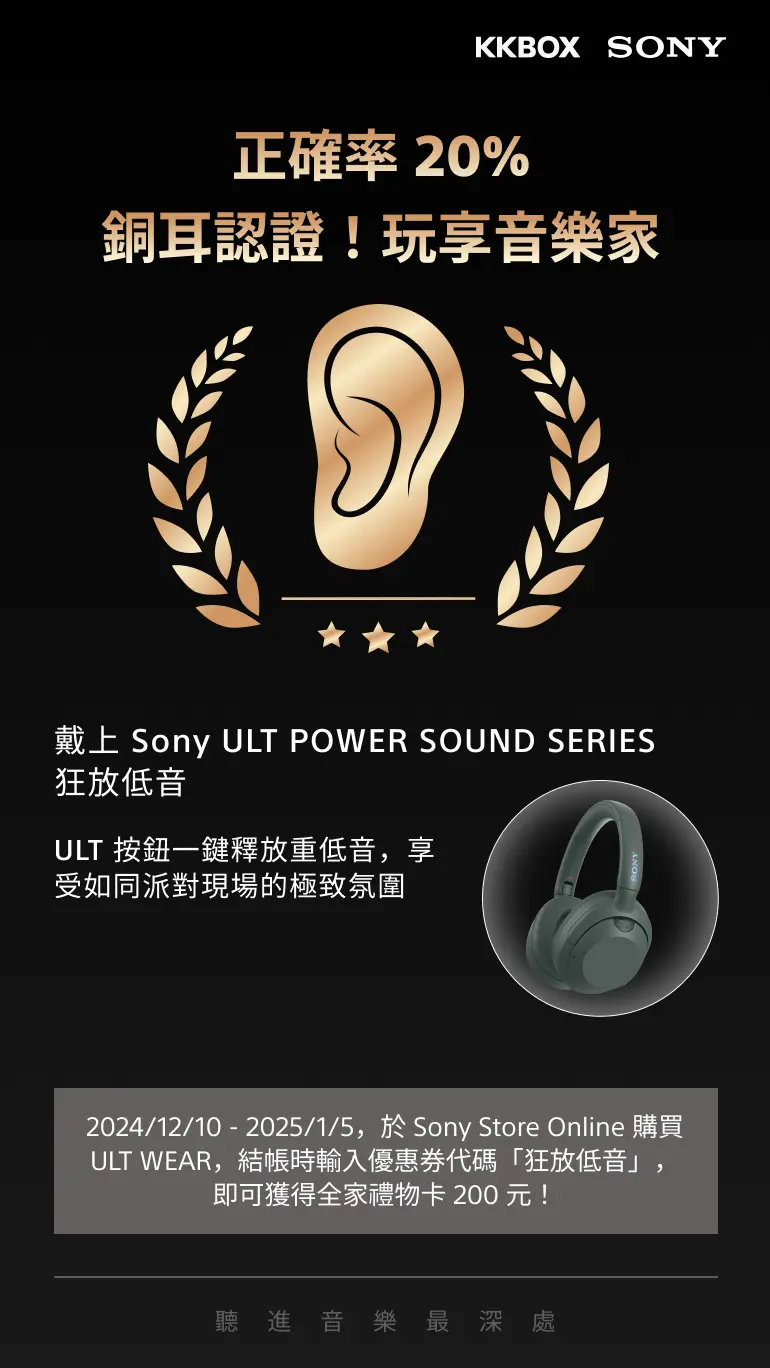 KKBOX SONY
正確率 20%
銅耳認證！玩享音樂家
戴上 Sony ULT POWER SOUND SERIES
狂放低音
ULT 按鈕一鍵釋放重低音，享
受如同派對現場的極致氛圍
SONY
2024/12/10 - 2025/1/5，於 Sony Store Online 購買
ULT WEAR，結帳時輸入優惠券代碼「狂放低音」，
即可獲得全家禮物卡 200 元！
聽進音樂最深處